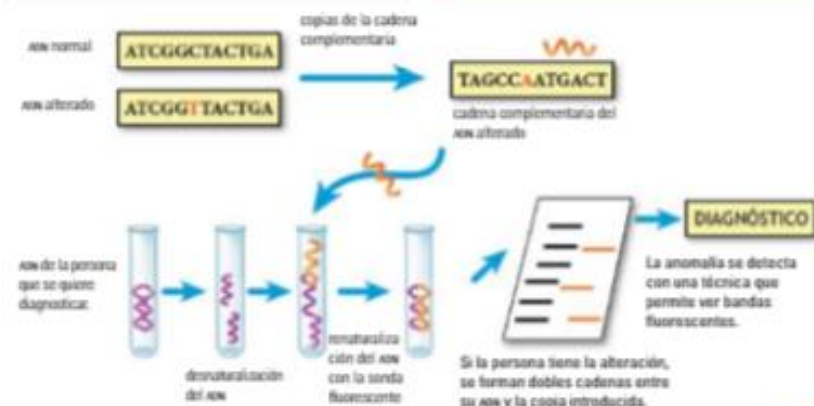 copias de la cadena
complementaria
ADN normal
ATCGGCTACTGA
ADN alterado
ATCGGTTACTGA
TAGCCAATGACT
cadena complementaria del
ADN alterado
ADN de la persona
que se quiere
diagnosticar.
desnaturalización
del ADN
renaturaliza-
ción del ADN
con la sonda
fluorescente
DIAGNÓSTICO
La anomalía se detecta
con una técnica que
permite ver bandas
fluorescentes.
Si la persona tiene la alteración,
se forman dobles cadenas entre
su ADN y la copia introducida.